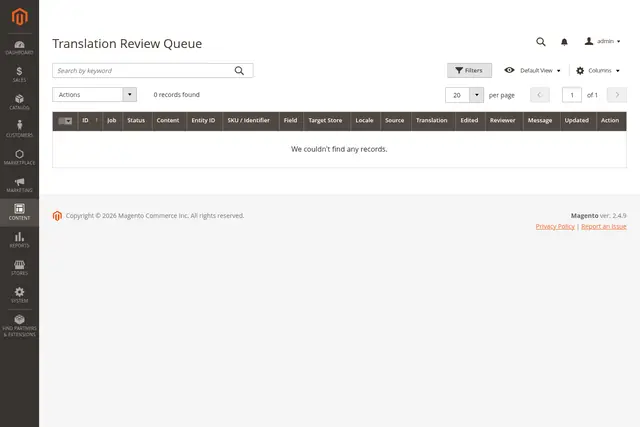 Translation Review Queue
admin
DASHBOARD
SALES
CATALOG
CUSTOMERS
MARKETPLACE
MARKETING
CONTENT
REPORTS
STORES
SYSTEM
FIND PARTNERS
& EXTENSIONS
Search by keyword
Filters
Default View
Columns
Actions
0 records found
20
per page
1
of 1
ID ↑ Job Status Content Entity ID SKU / Identifier Field Target Store Locale Source Translation Edited Reviewer Message Updated Action
We couldn't find any records.
Copyright © 2026 Magento Commerce Inc. All rights reserved.
Magento ver. 2.4.9
Privacy Policy | Report an Issue